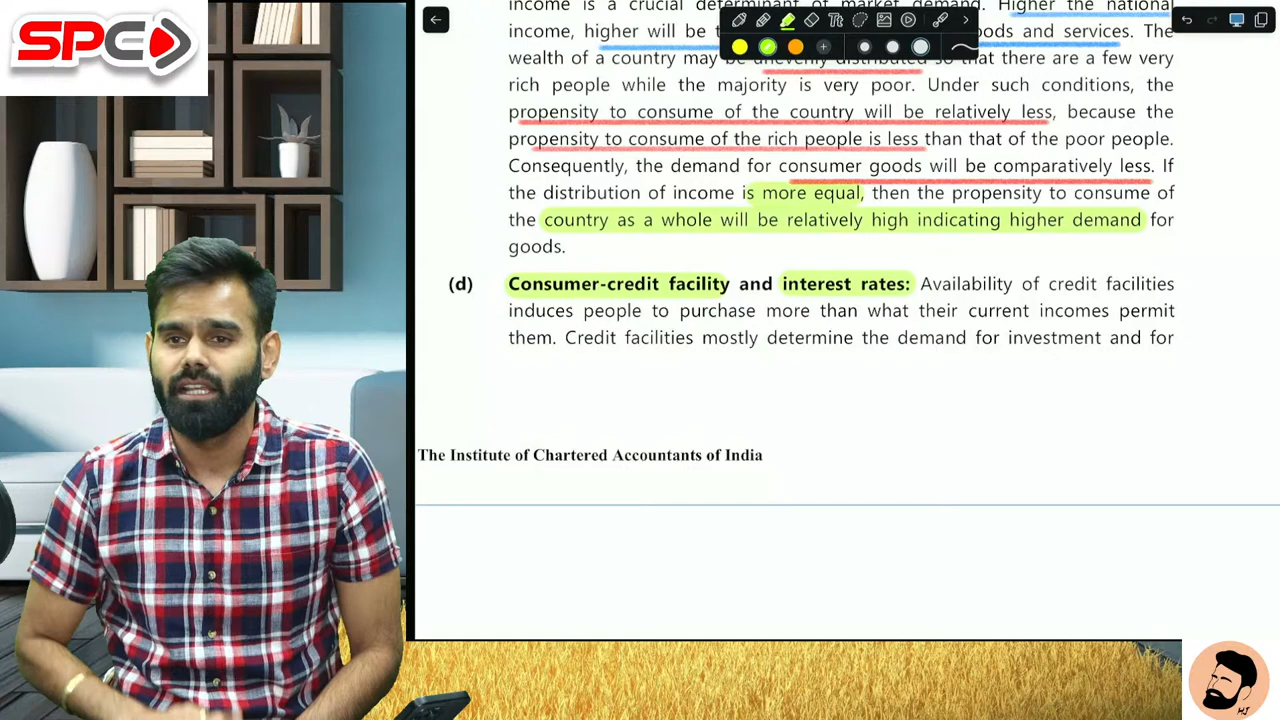 SPC
income is a crucial determinant of market demand. Higher the national
income, higher will be t ods and services. The
wealth of a country may be unevenly distributed so that there are a few very
rich people while the majority is very poor. Under such conditions, the
propensity to consume of the country will be relatively less, because the
propensity to consume of the rich people is less than that of the poor people.
Consequently, the demand for consumer goods will be comparatively less. If
the distribution of income is more equal, then the propensity to consume of
the country as a whole will be relatively high indicating higher demand for
goods.
(d) Consumer-credit facility and interest rates: Availability of credit facilities
induces people to purchase more than what their current incomes permit
them. Credit facilities mostly determine the demand for investment and for
The Institute of Chartered Accountants of India
HJ